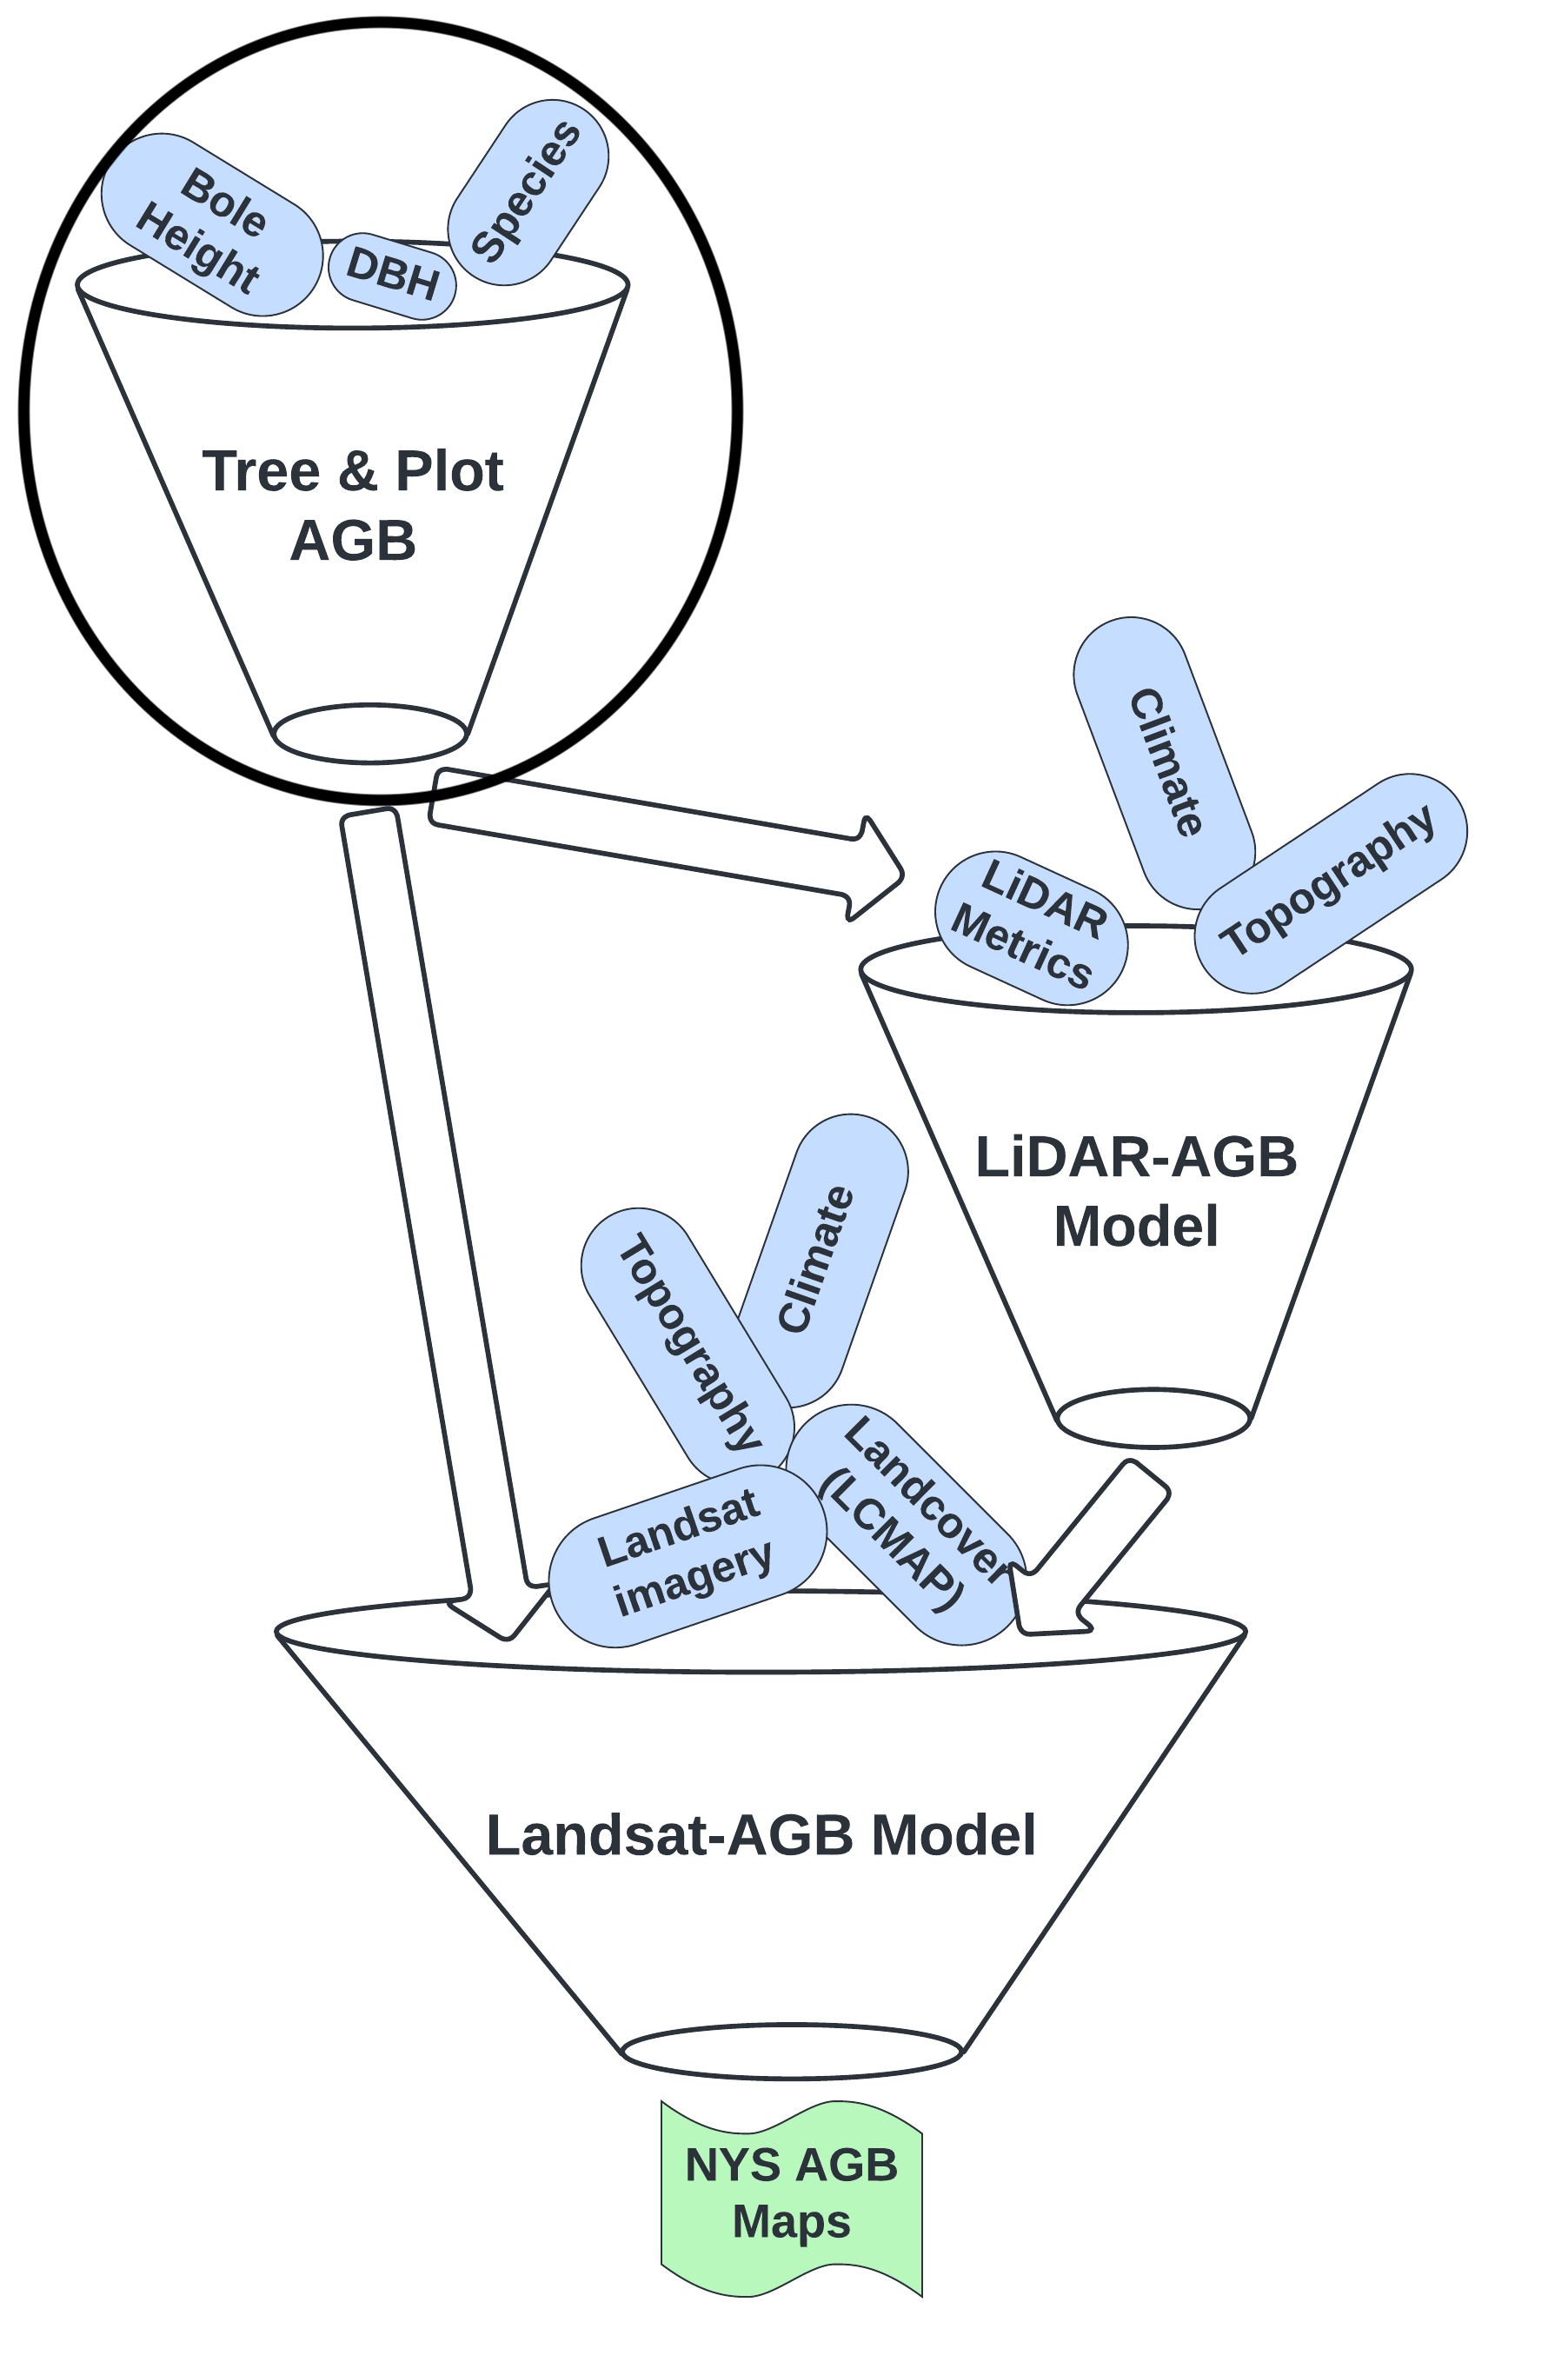 Bole
Height
DBH
Species
Tree & Plot
AGB
Climate
LiDAR
Metrics
Topography
LiDAR-AGB
Model
Climate
Topography
Landcover
(LCMAP)
Landsat
imagery
Landsat-AGB Model
NYS AGB
Maps